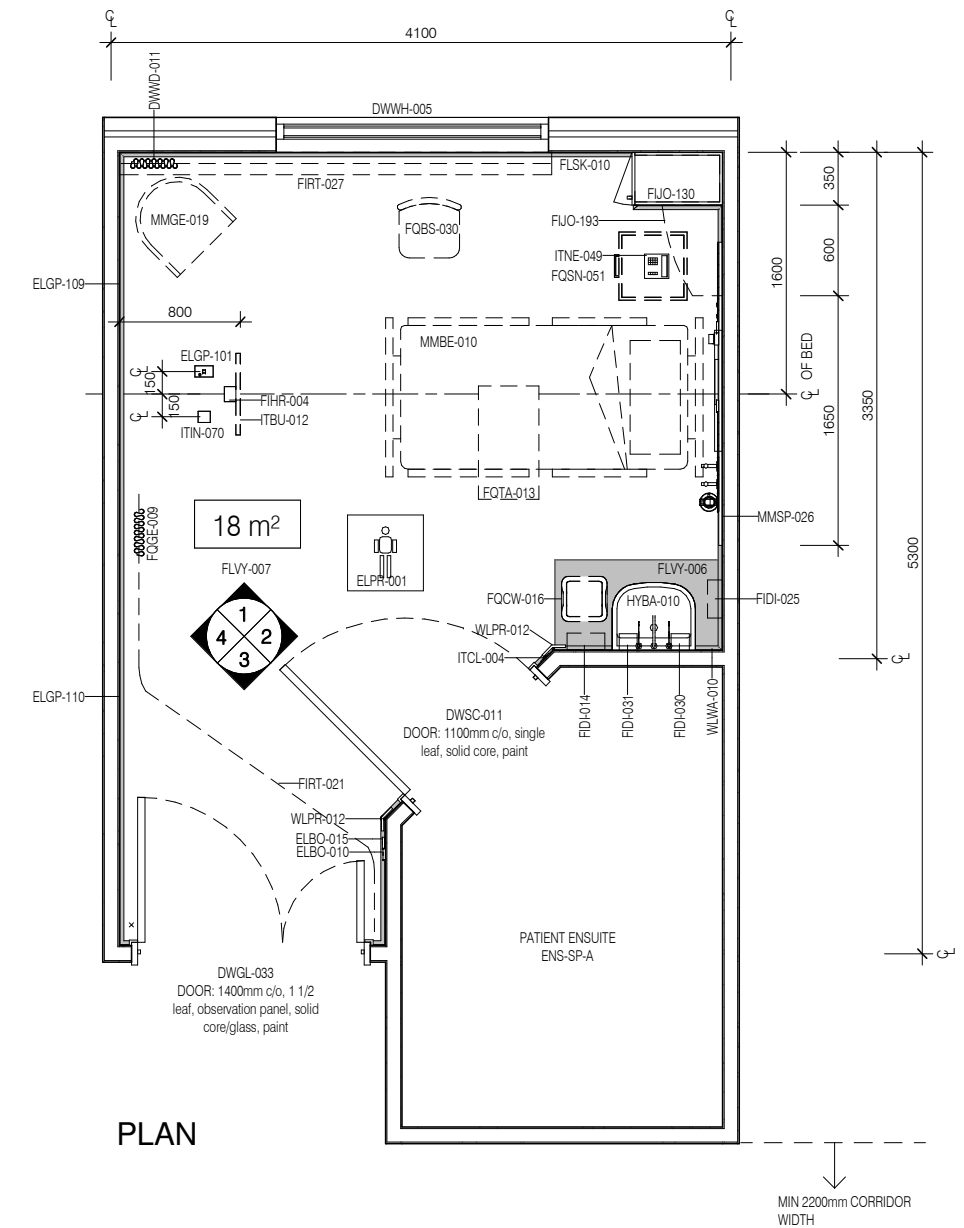 C L
C L
4100
DWWD-011
DWWH-005
FIRT-027
FLSK-010
FIJO-130
MMGE-019
FQBS-030
FIJO-193
ITNE-049
FQSN-051
350
600
1600
ELGP-109
800
MMBE-010
ELGP-101
C L
150
150
C L
FIHR-004
ITBU-012
ITIN-070
C L OF BED
1650
3350
FQTA-013
FQGE-009
18 m²
MMSP-026
5300
ELPR-001
FLVY-007
FLVY-006
FQCW-016
HYBA-010
FIDI-025
1
4 2
3
WLPR-012
ITCL-004
C L
FIDI-014
FIDI-031
FIDI-030
WLWA-010
ELGP-110
DWSC-011
DOOR: 1100mm c/o, single
leaf, solid core, paint
FIRT-021
WLPR-012
ELBO-015
ELBO-010
x
PATIENT ENSUITE
ENS-SP-A
C L
DWGL-033
DOOR: 1400mm c/o, 1 1/2
leaf, observation panel, solid
core/glass, paint
PLAN
MIN 2200mm CORRIDOR
WIDTH